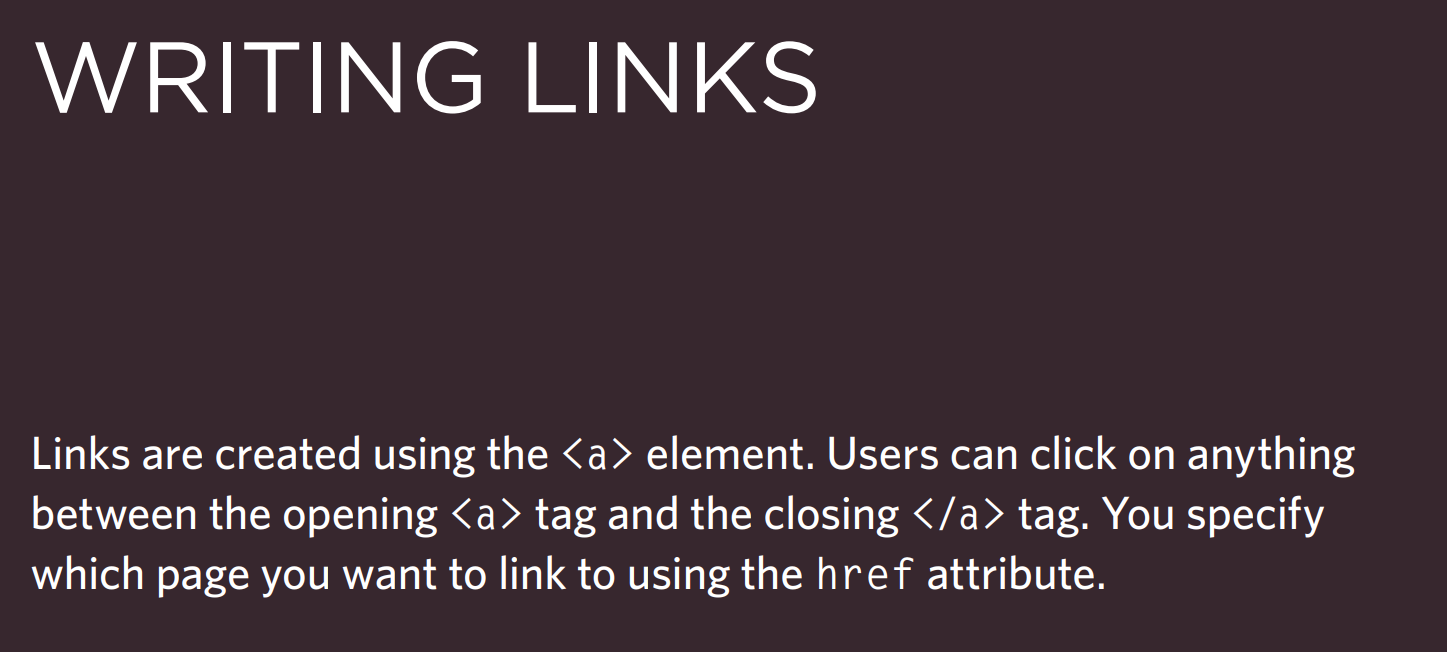 WRITING LINKS
Links are created using the <a> element. Users can click on anything
between the opening <a> tag and the closing </a> tag. You specify
which page you want to link to using the href attribute.